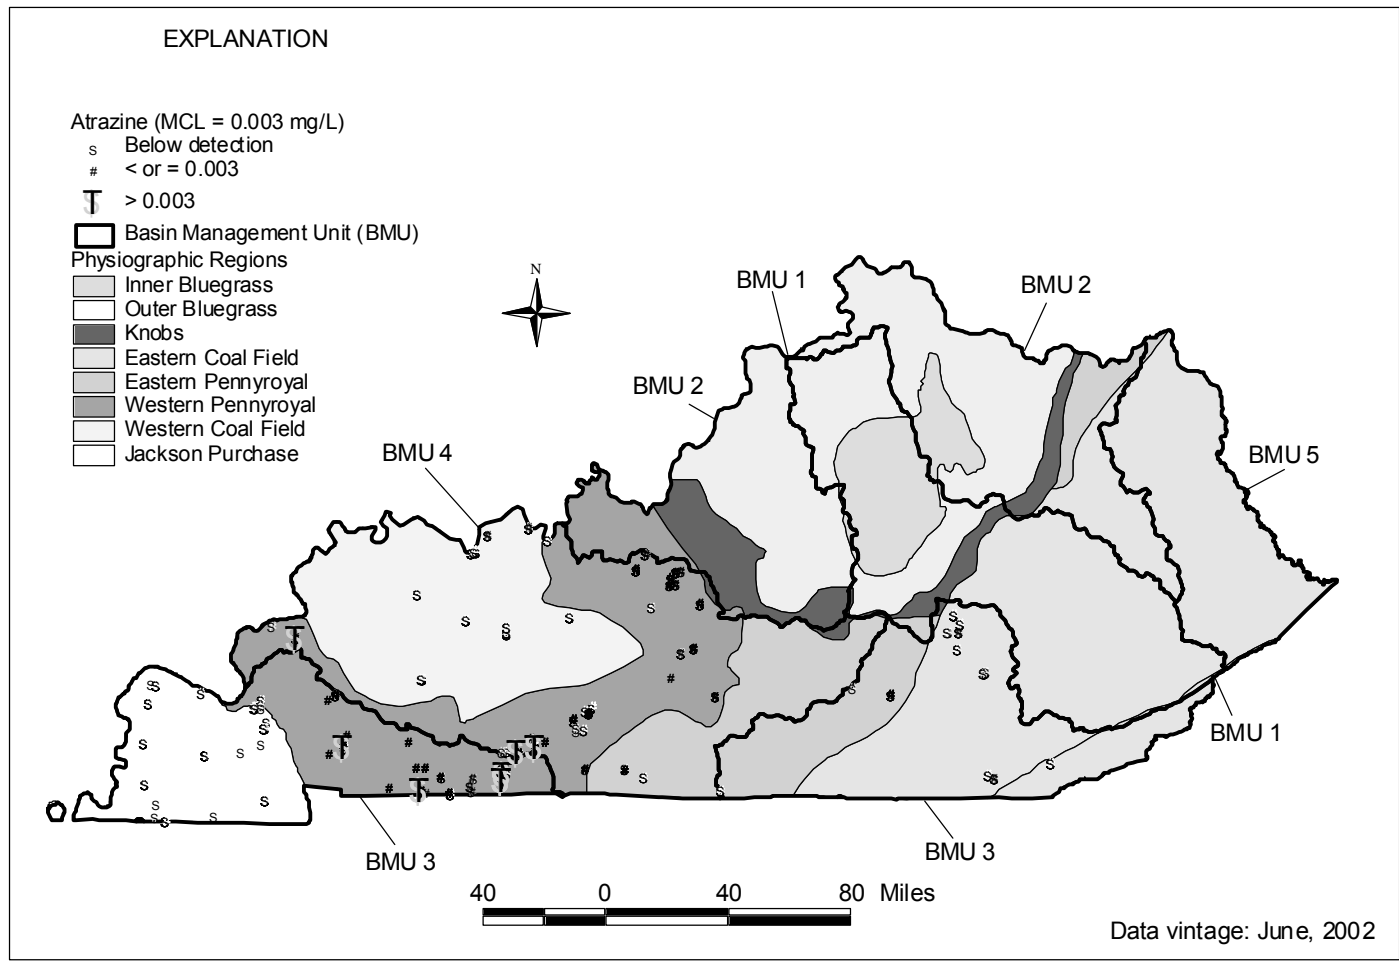 EXPLANATION
Atrazine (MCL = 0.003 mg/L)
s Below detection
# < or = 0.003
> 0.003
Basin Management Unit (BMU)
Physiographic Regions
Inner Bluegrass
Outer Bluegrass
Knobs
Eastern Coal Field
Eastern Pennyroyal
Western Pennyroyal
Western Coal Field
Jackson Purchase
N
BMU 1
BMU 2
BMU 2
BMU 4
BMU 5
BMU 1
BMU 3
BMU 3
40 0 40 80 Miles
Data vintage: June, 2002